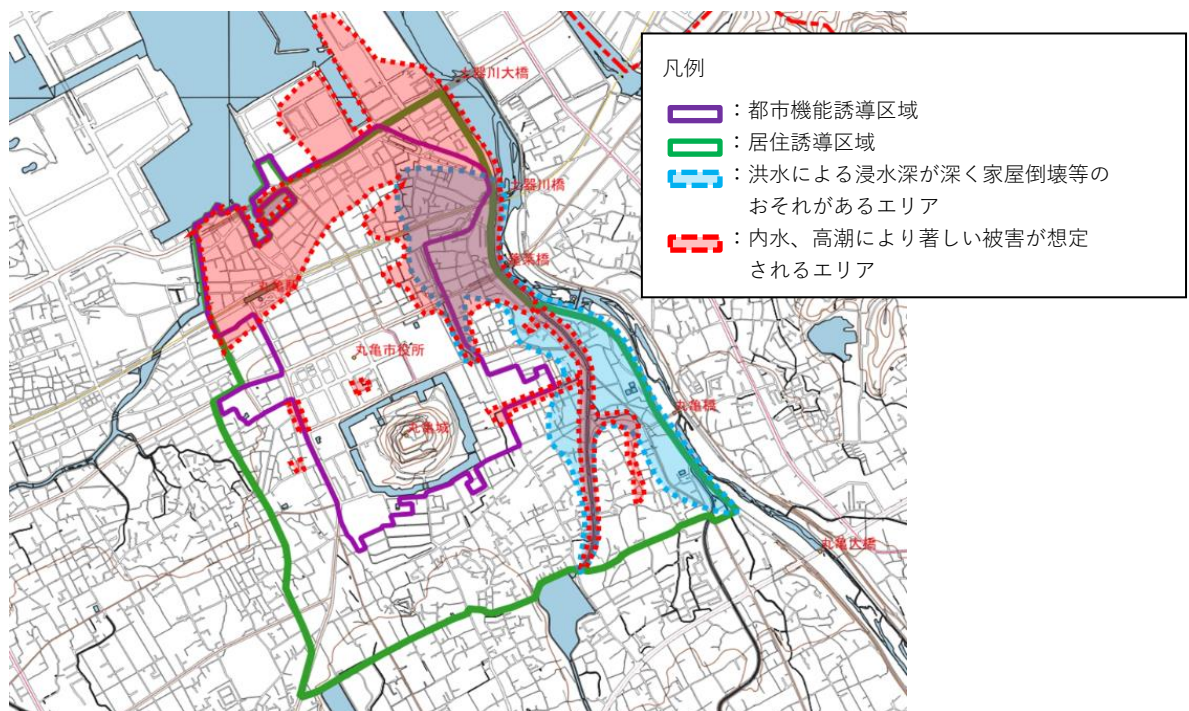 土器川大橋
凡例
：都市機能誘導区域
：居住誘導区域
：洪水による浸水深が深く家屋倒壊等の
おそれがあるエリア
土器川橋
：内水、高潮により著しい被害が想定
されるエリア
蓬莱橋
丸亀駅
丸亀市役所
丸亀橋
丸亀城
丸亀大橋